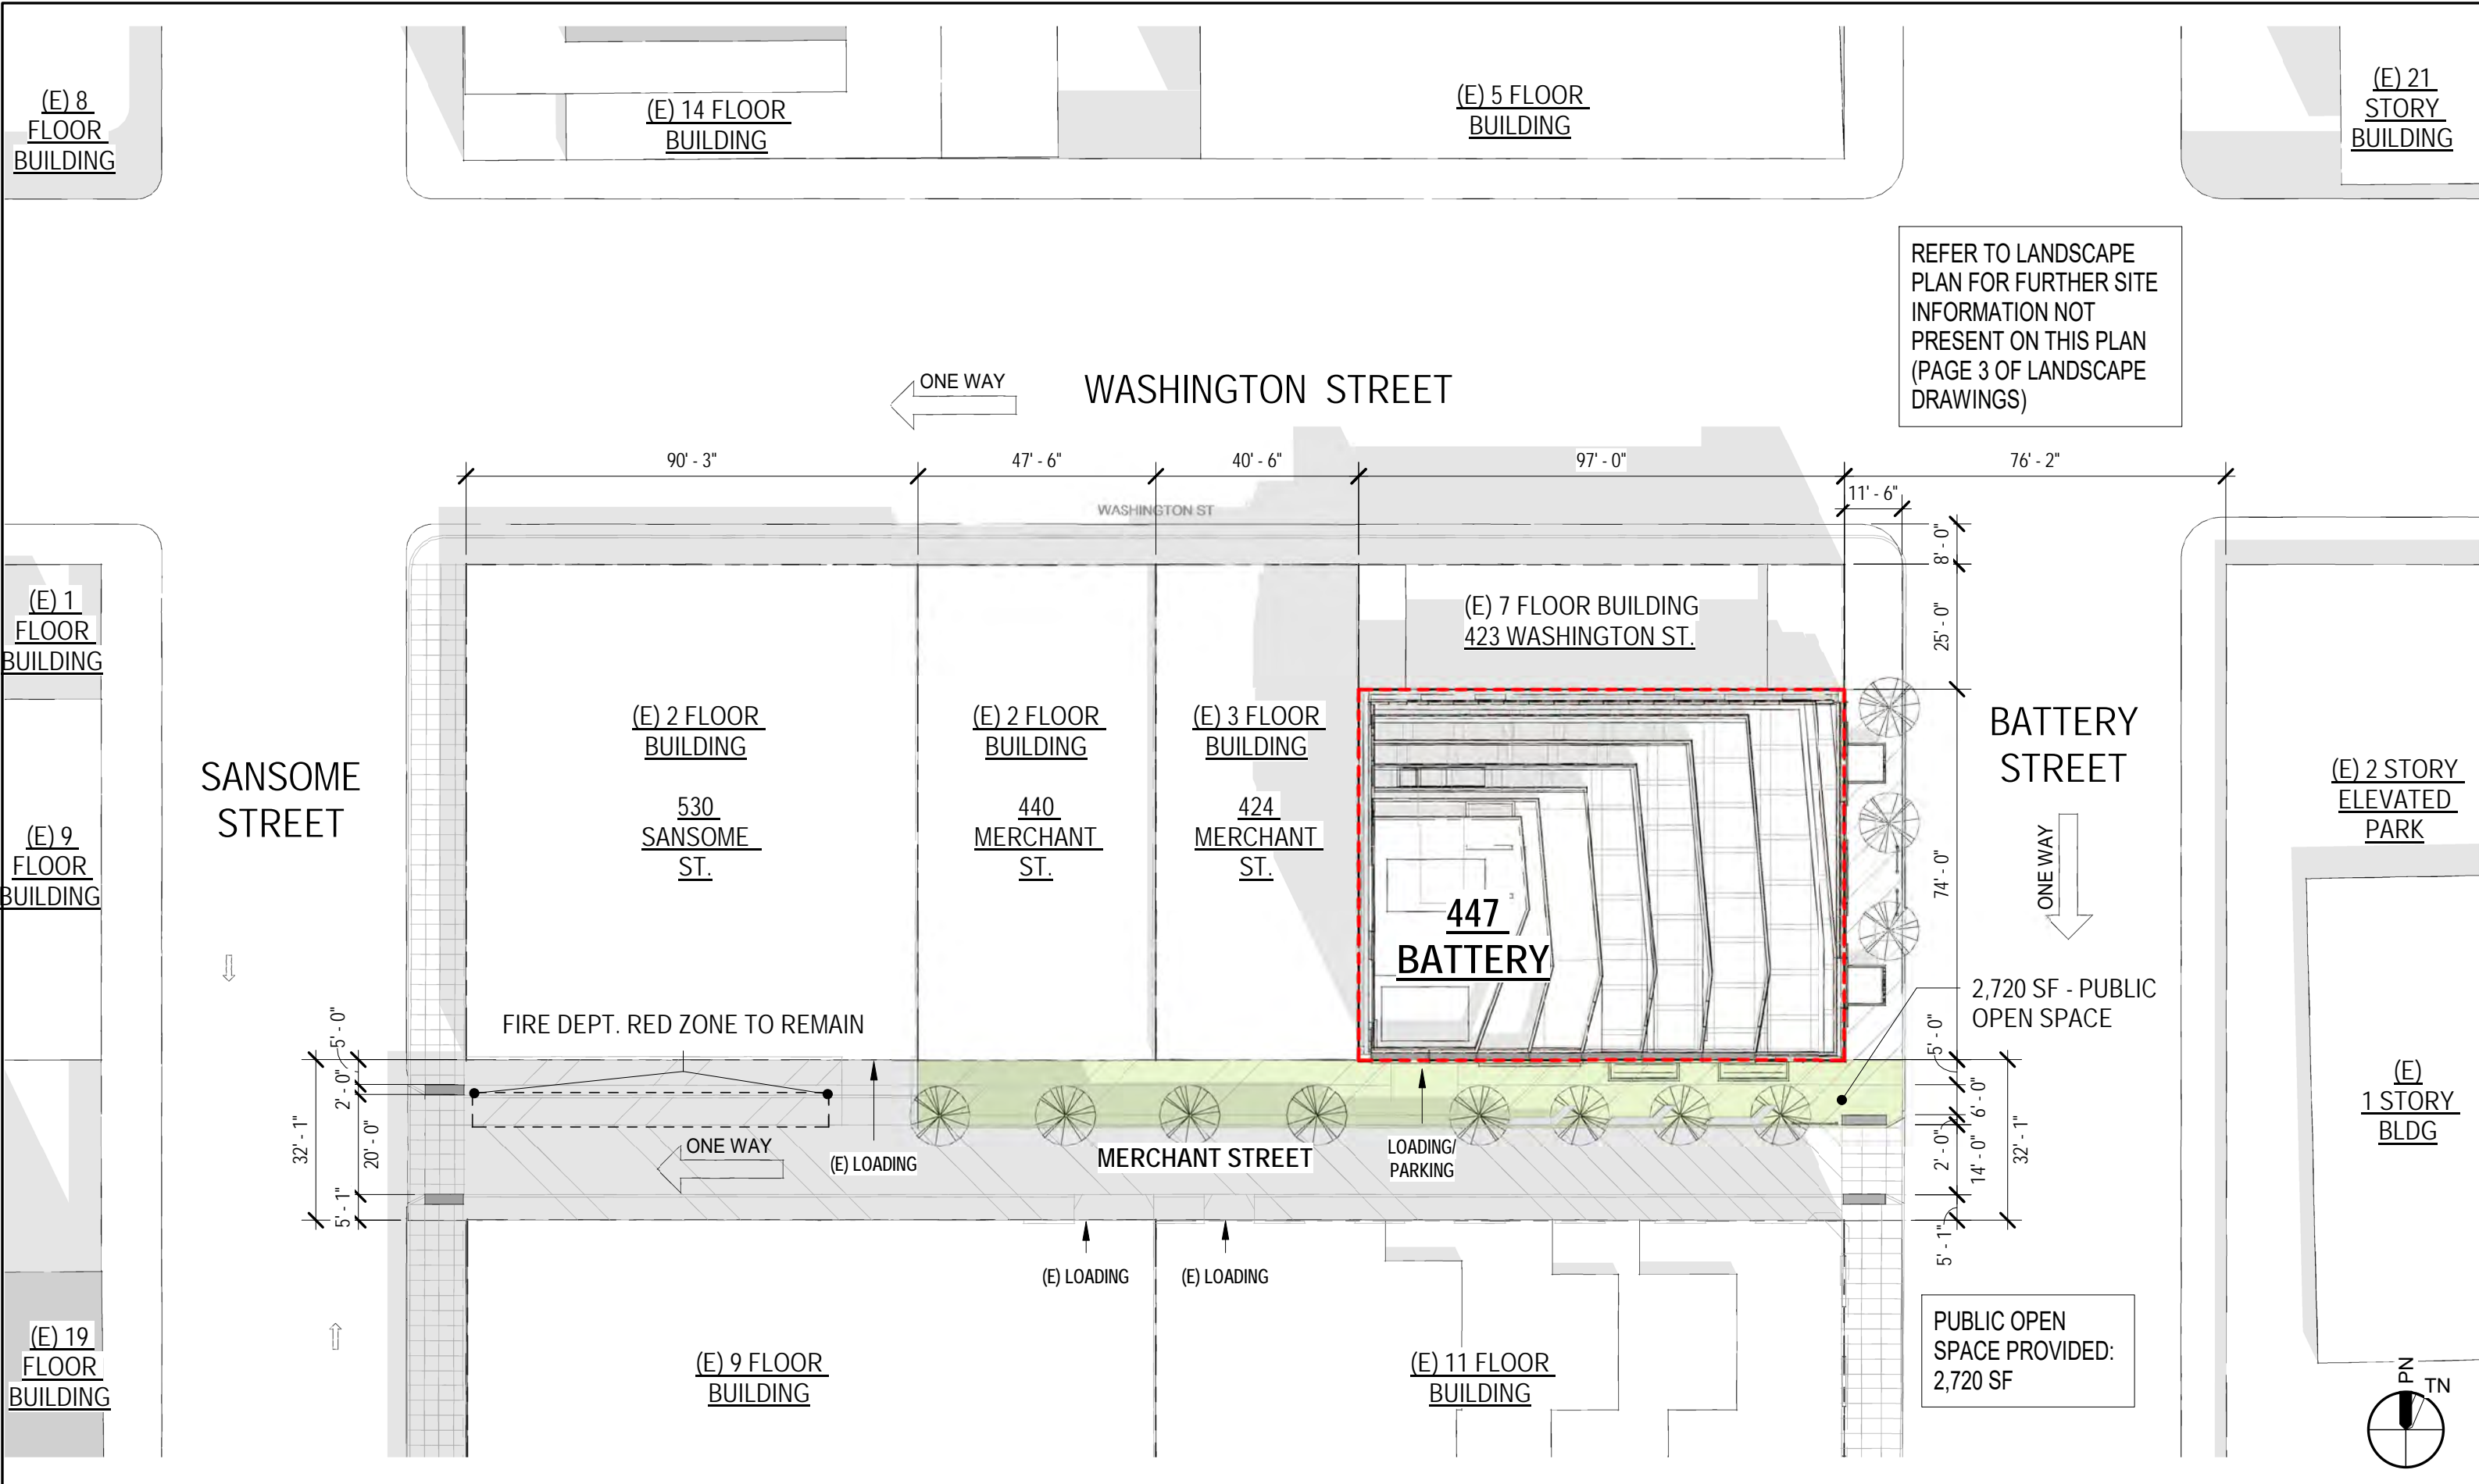 (E) 8
FLOOR
BUILDING
(E) 14 FLOOR
BUILDING
(E) 5 FLOOR
BUILDING
(E) 21
STORY
BUILDING
REFER TO LANDSCAPE
PLAN FOR FURTHER SITE
INFORMATION NOT
PRESENT ON THIS PLAN
(PAGE 3 OF LANDSCAPE
DRAWINGS)
ONE WAY
WASHINGTON STREET
90' - 3"
47' - 6"
40' - 6"
97' - 0"
76' - 2"
11' - 6"
WASHINGTON ST
8' - 0"
25' - 0"
74' - 0"
(E) 1
FLOOR
BUILDING
(E) 7 FLOOR BUILDING
423 WASHINGTON ST.
SANSOME
STREET
(E) 2 FLOOR
BUILDING
530
SANSOME
ST.
(E) 2 FLOOR
BUILDING
440
MERCHANT
ST.
(E) 3 FLOOR
BUILDING
424
MERCHANT
ST.
447
BATTERY
BATTERY
STREET
ONE WAY
(E) 2 STORY
ELEVATED
PARK
(E) 9
FLOOR
BUILDING
2,720 SF - PUBLIC
OPEN SPACE
FIRE DEPT. RED ZONE TO REMAIN
5' - 0"
2' - 0"
20' - 0"
5' - 1"
32' - 1"
ONE WAY
(E) LOADING
MERCHANT STREET
LOADING/
PARKING
5' - 0"
6' - 0"
2' - 0"
14' - 0"
5' - 1"
32' - 1"
(E)
1 STORY
BLDG
(E) LOADING
(E) LOADING
(E) 19
FLOOR
BUILDING
(E) 9 FLOOR
BUILDING
(E) 11 FLOOR
BUILDING
PUBLIC OPEN
SPACE PROVIDED:
2,720 SF
PN
TN